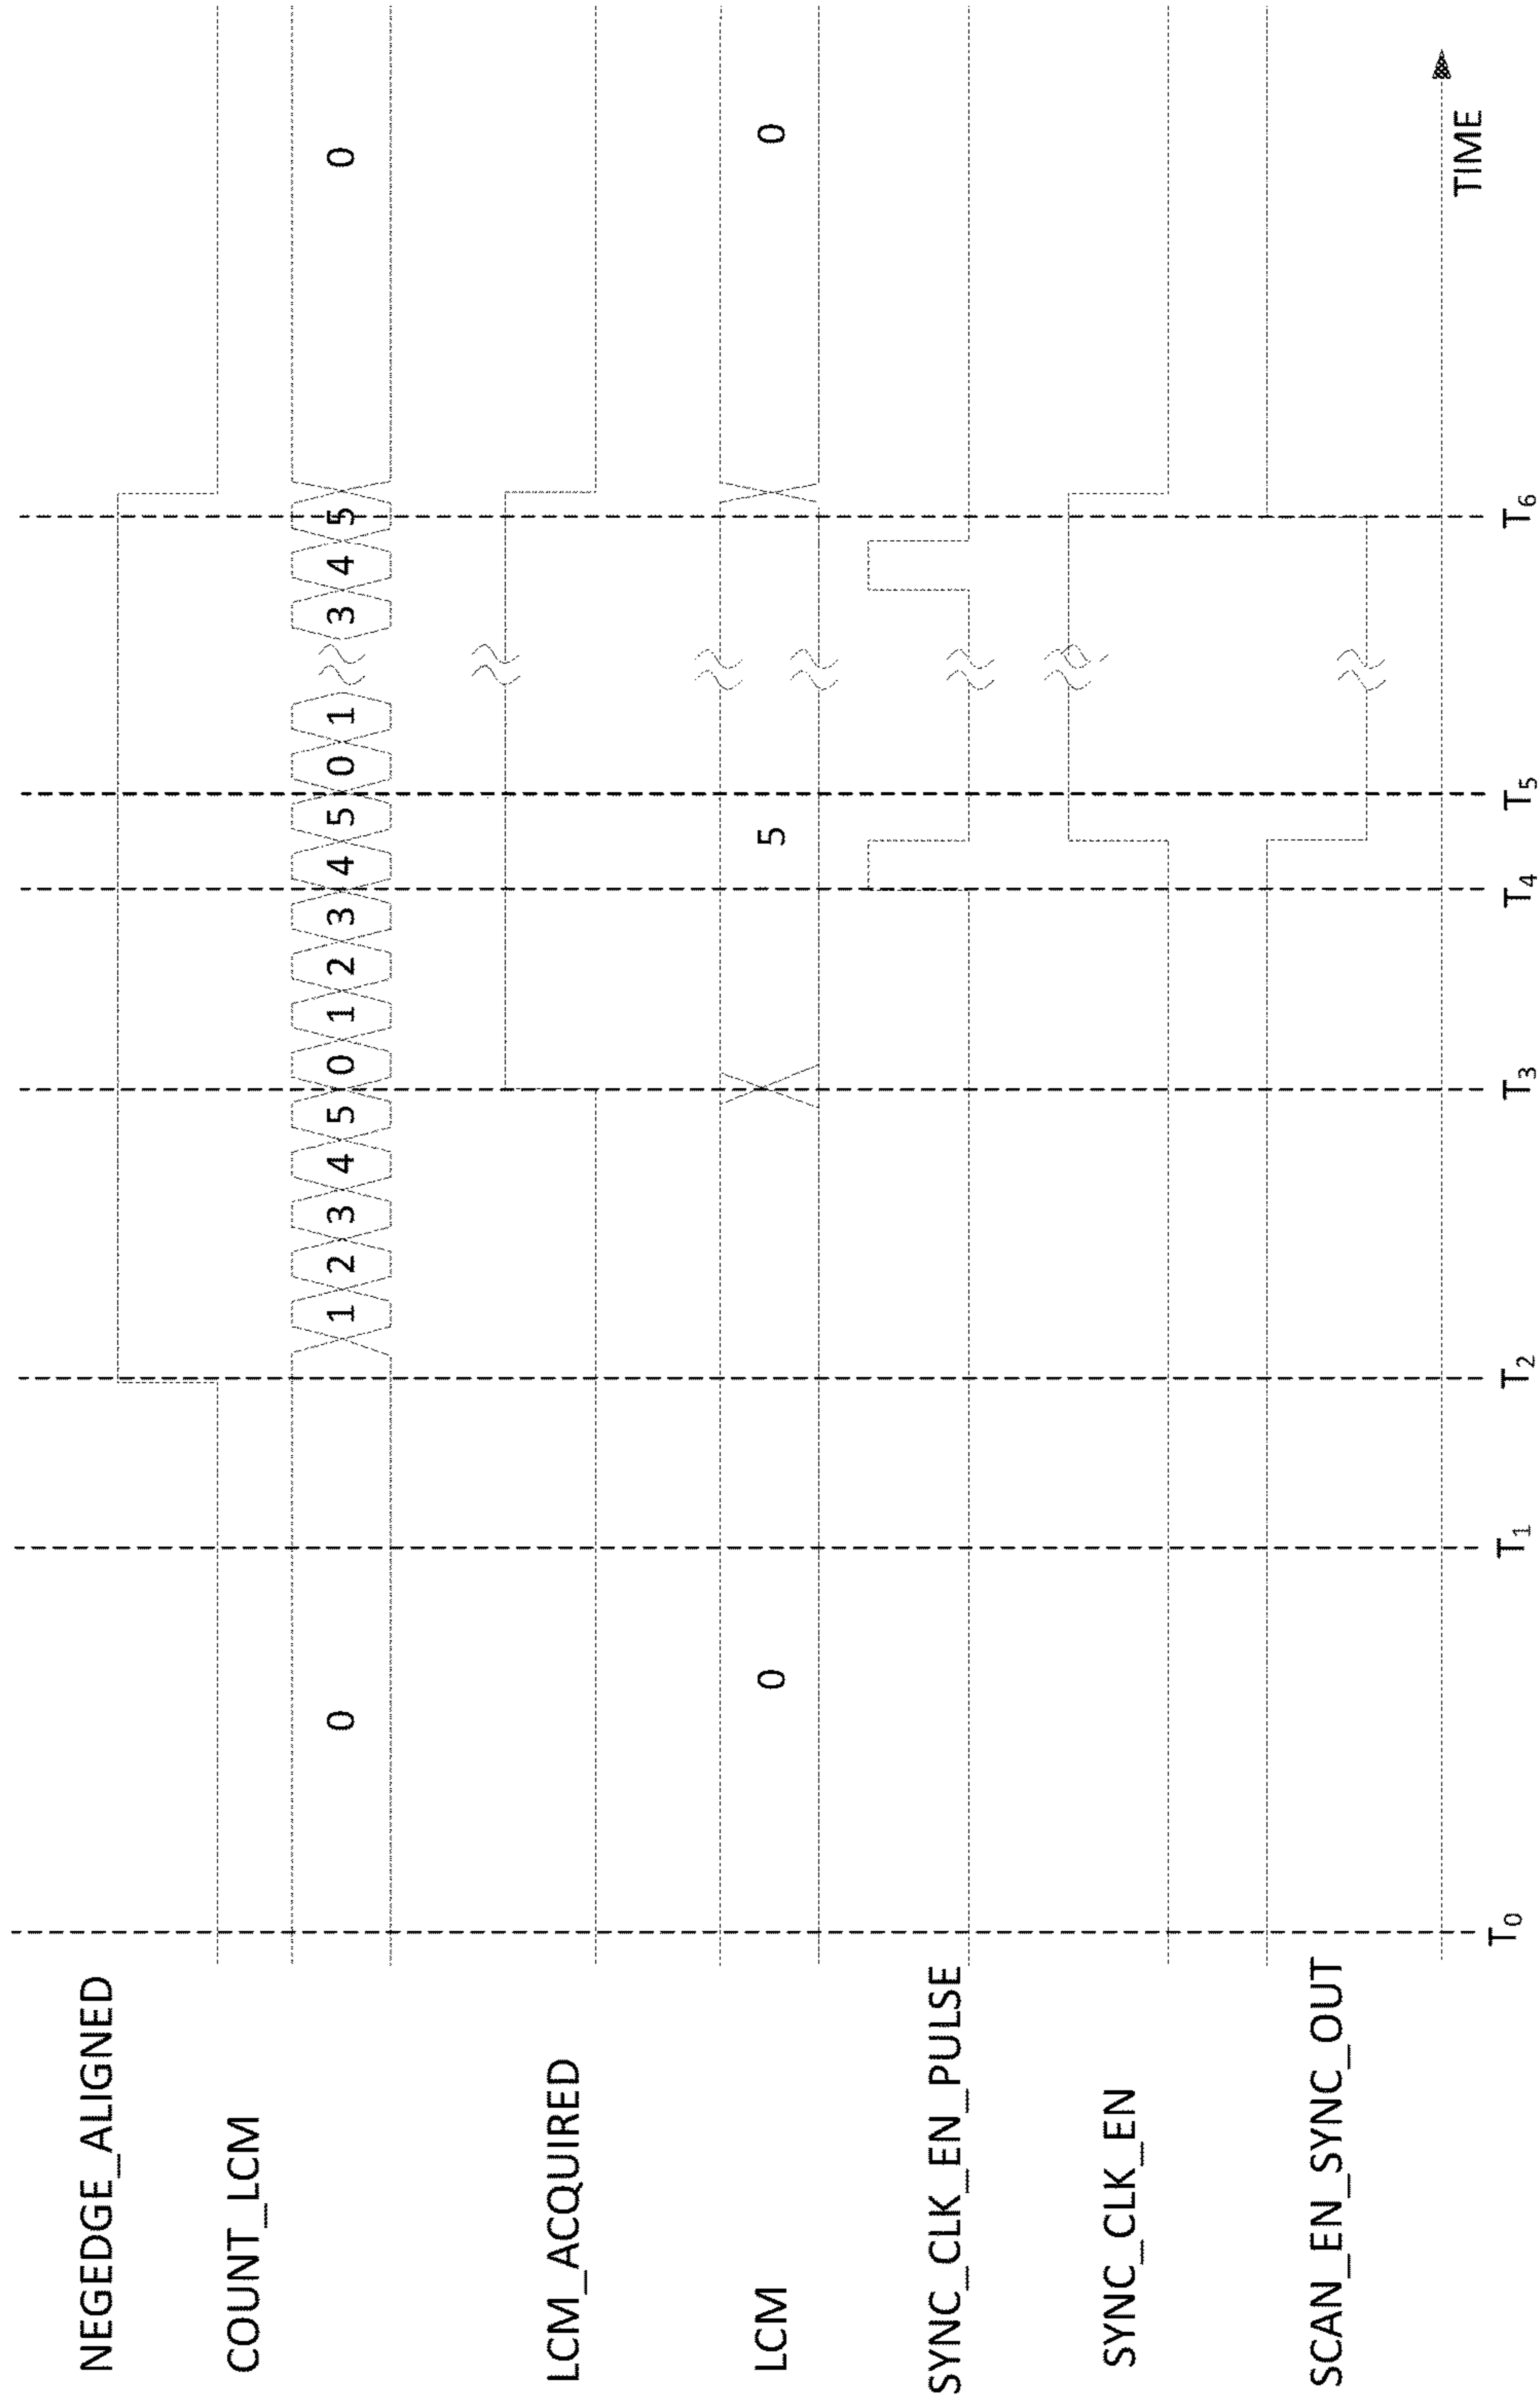 NEGEDGE_ALIGNED
COUNT_LCM 0 1 2 3 4 5 0 1 2 3 4 5 0 1 3 4 5 0
LCM_ACQUIRED
LCM 0 5 0
SYNC_CLK_EN_PULSE
SYNC_CLK_EN
SCAN_EN_SYNC_OUT
TIME
T0 T1 T2 T3 T4 T5 T6